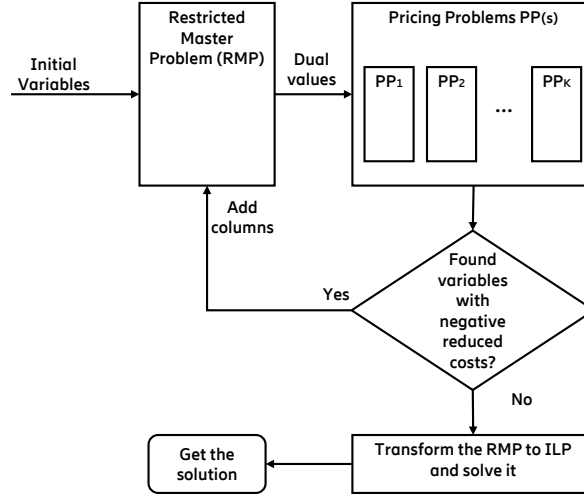 Initial
Variables
Restricted
Master
Problem (RMP)
Dual
values
Pricing Problems PP(s)
PP1
PP2
...
PPK
Add
columns
Found
variables
with
negative
reduced
costs?
Yes
No
Transform the RMP to ILP
and solve it
Get the
solution